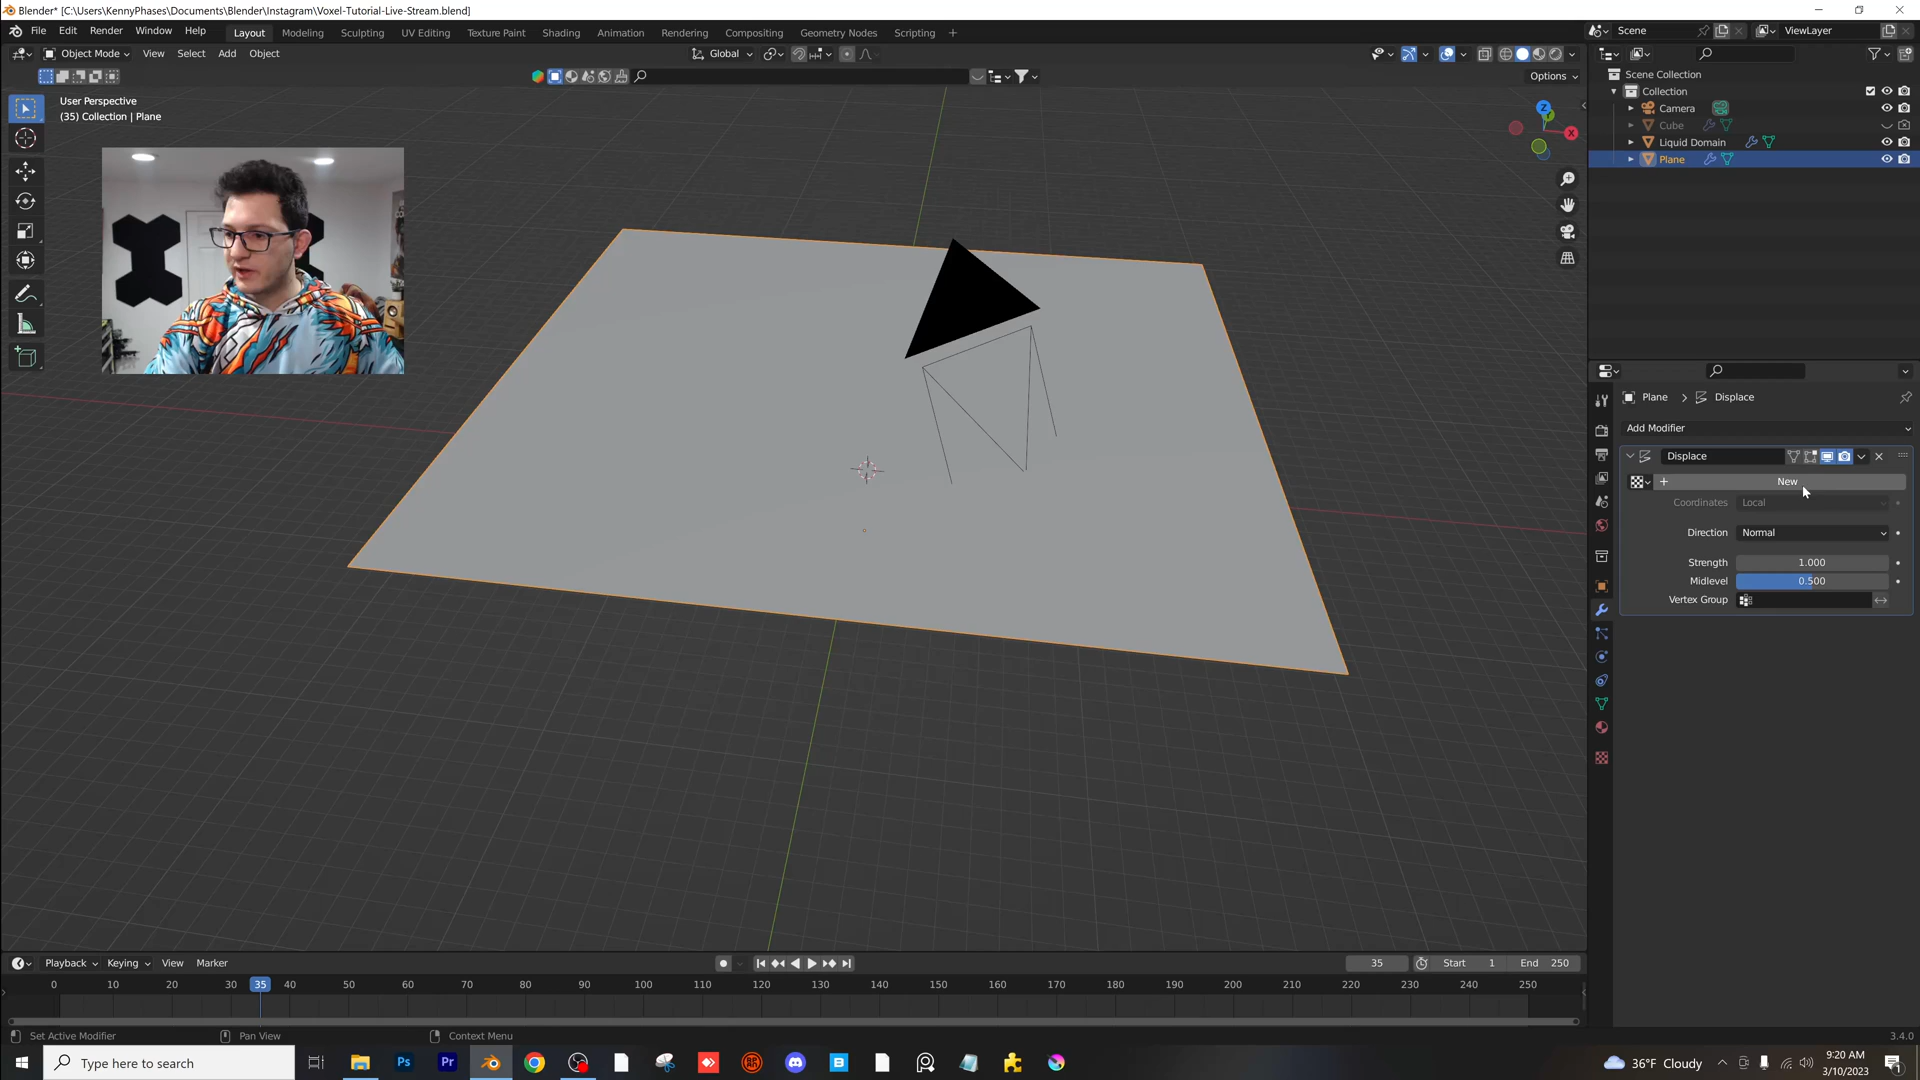 Blender* [C:\Users\KennyPhases\Documents\Blender\Instagram\Voxel-Tutorial-Live-Stream.blend]
File Edit Render Window Help Layout Modeling Sculpting UV Editing Texture Paint Shading Animation Rendering Compositing Geometry Nodes Scripting + Scene ViewLayer
Object Mode View Select Add Object Global
Options
User Perspective
(35) Collection | Plane
Z
Y
X
Scene Collection
Collection
Camera
Cube
Liquid Domain
Plane
Plane > Displace
Add Modifier
Displace
+ New
Coordinates Local
Direction Normal
Strength 1.000
Midlevel 0.500
Vertex Group
Playback Keying View Marker 35 Start 1 End 250
0 10 20 30 35 40 50 60 70 80 90 100 110 120 130 140 150 160 170 180 190 200 210 220 230 240 250
Set Active Modifier Pan View Context Menu 3.4.0
Type here to search Ps Pr 36°F Cloudy 9:20 AM
3/10/2023
1